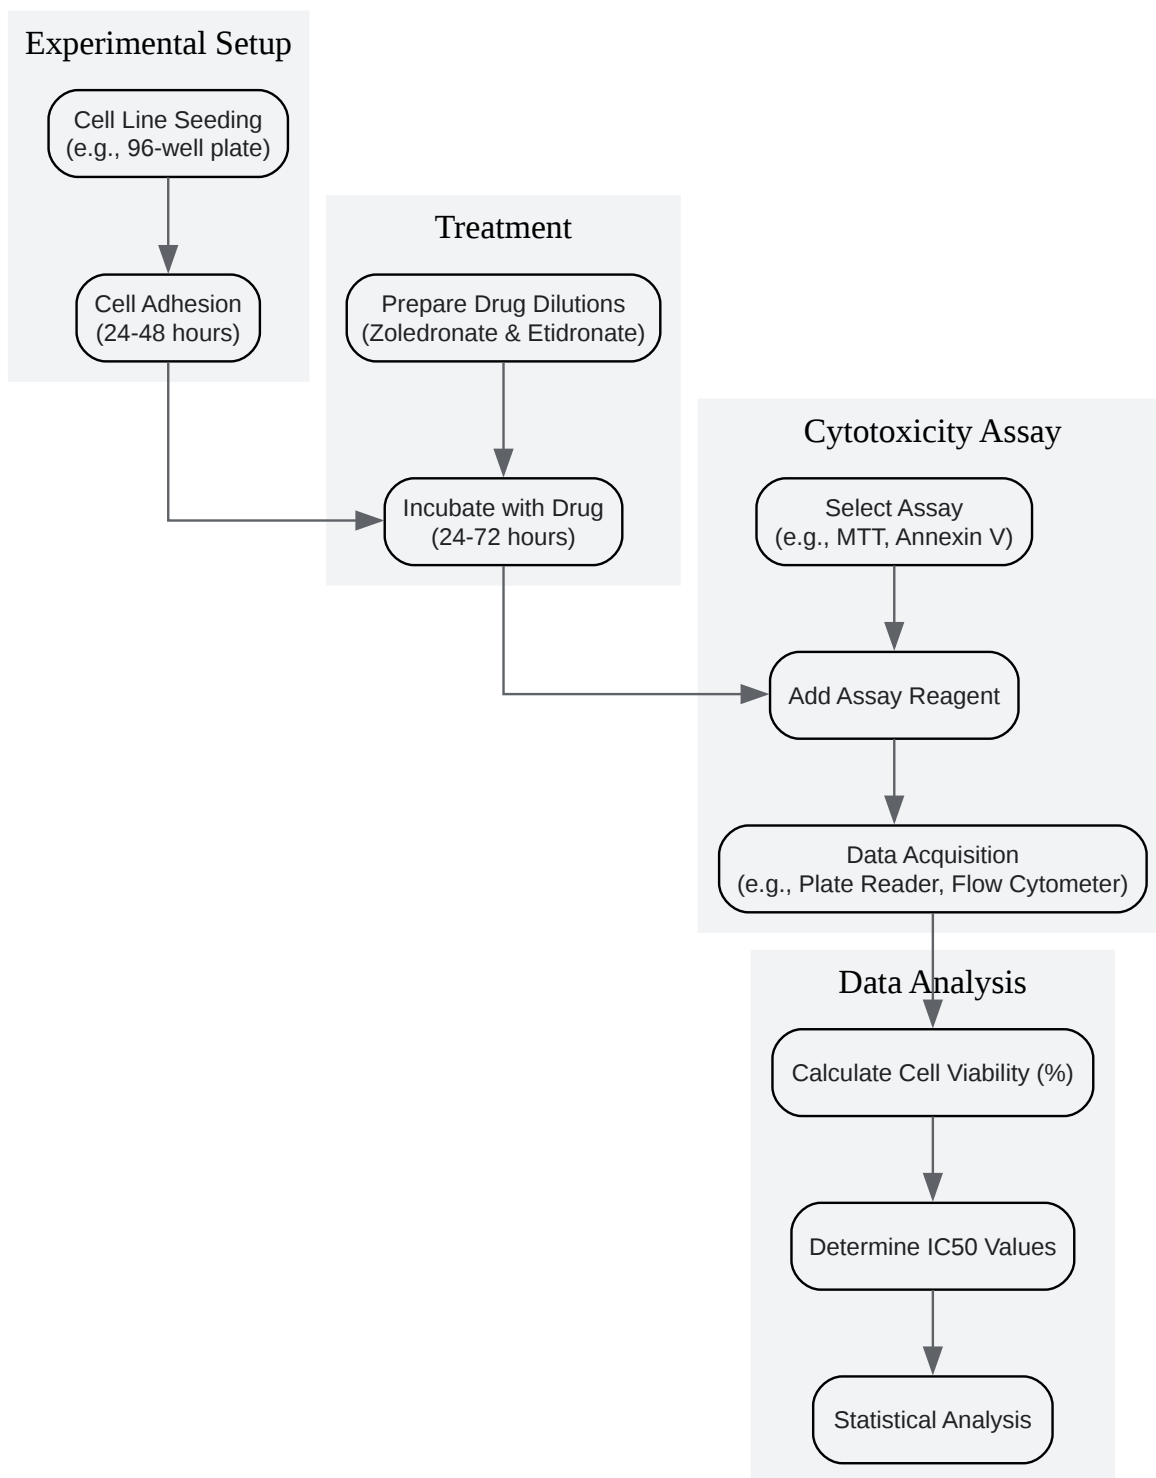 Experimental Setup
Cell Line Seeding
(e.g., 96-well plate)
Cell Adhesion
(24-48 hours)
Treatment
Prepare Drug Dilutions
(Zoledronate & Etidronate)
Incubate with Drug
(24-72 hours)
Cytotoxicity Assay
Select Assay
(e.g., MTT, Annexin V)
Add Assay Reagent
Data Acquisition
(e.g., Plate Reader, Flow Cytometer)
Data Analysis
Calculate Cell Viability (%)
Determine IC50 Values
Statistical Analysis